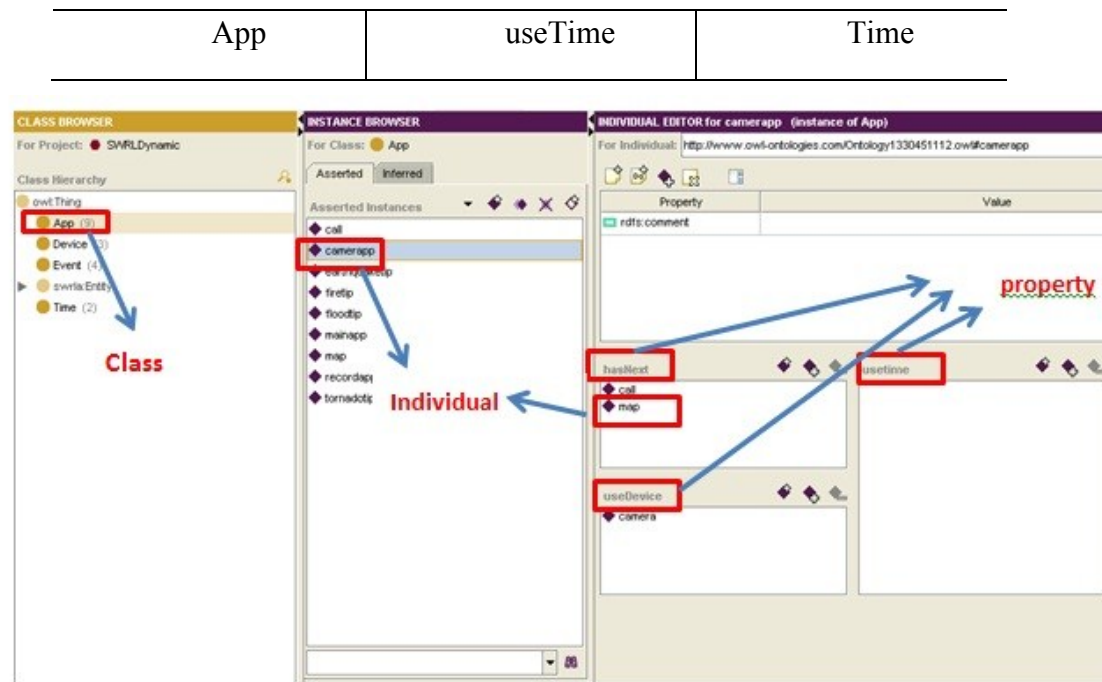 App useTime Time
CLASS BROWSER
For Project: SWRLDynamic
Class Hierarchy
owl:Thing
App (9)
Device (3)
Event (4)
swrla:Entity
Time (2)
Class
INSTANCE BROWSER
For Class: App
Asserted Inferred
Asserted Instances
call
camerapp
earthquaketip
firetip
floodtip
mainapp
map
recordapp
tornadotip
Individual
INDIVIDUAL EDITOR for camerapp (instance of App)
For Individual: http://www.owl-ontologies.com/Ontology1330451112.owl#camerapp
Property Value
rdfs:comment
property
hasNext
call
map
usetime
useDevice
camera